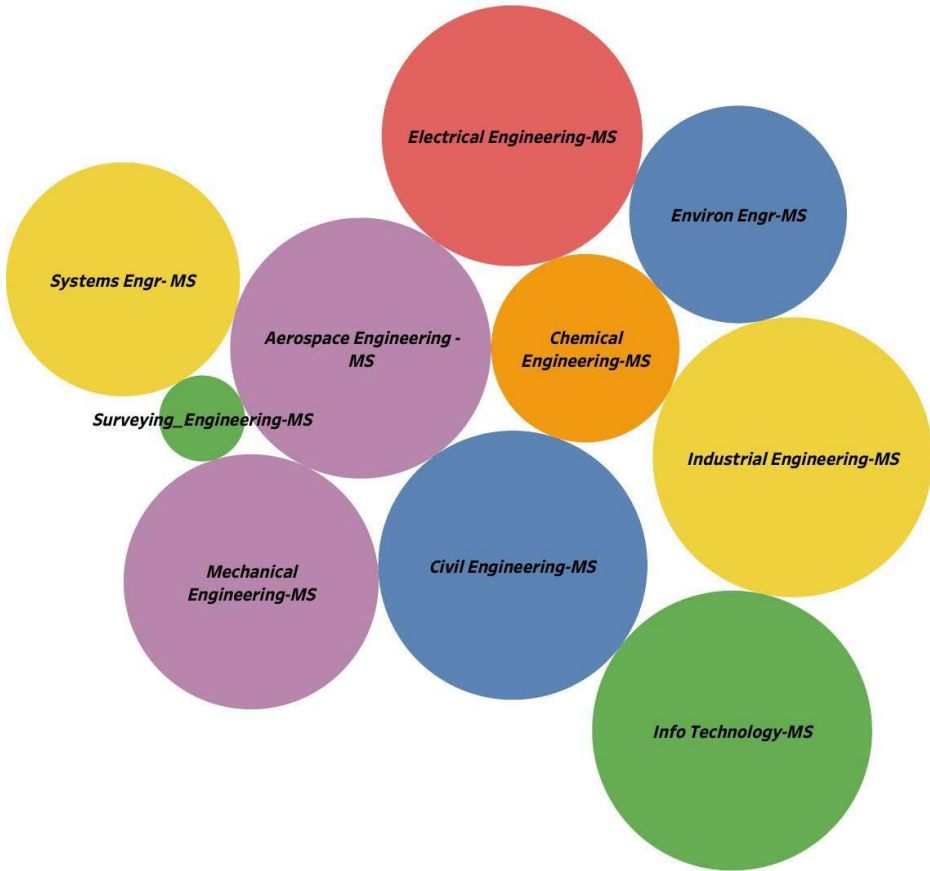 Electrical Engineering-MS
Environ Engr-MS
Systems Engr- MS
Aerospace Engineering -
MS
Chemical
Engineering-MS
Surveying_Engineering-MS
Industrial Engineering-MS
Mechanical
Engineering-MS
Civil Engineering-MS
Info Technology-MS